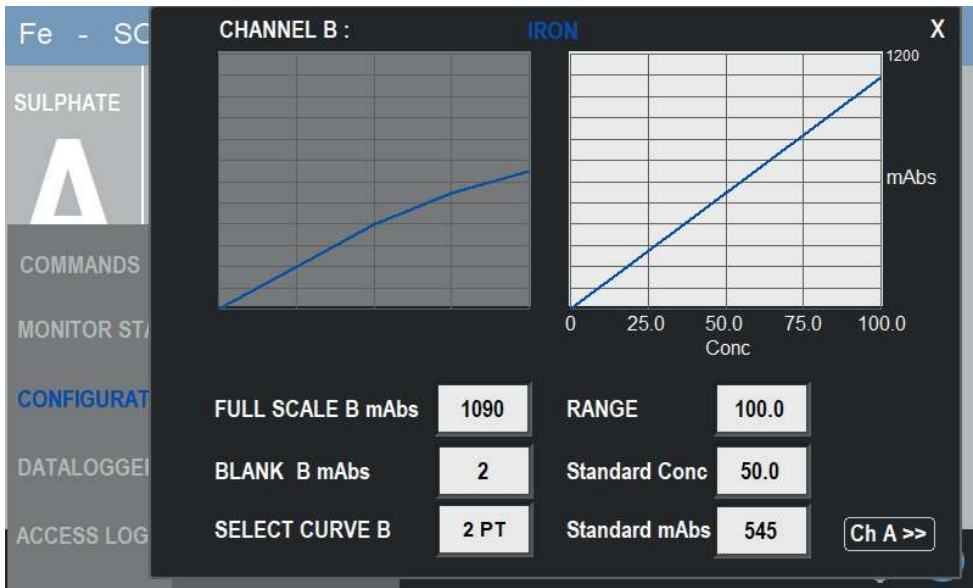 Fe - SO
CHANNEL B : IRON X
1200
SULPHATE
A
mAbs
COMMANDS
0 25.0 50.0 75.0 100.0
MONITOR STA
Conc
CONFIGURAT
FULL SCALE B mAbs 1090 RANGE 100.0
DATALOGGE
BLANK B mAbs 2 Standard Conc 50.0
ACCESS LOG
SELECT CURVE B 2 PT Standard mAbs 545 Ch A >>